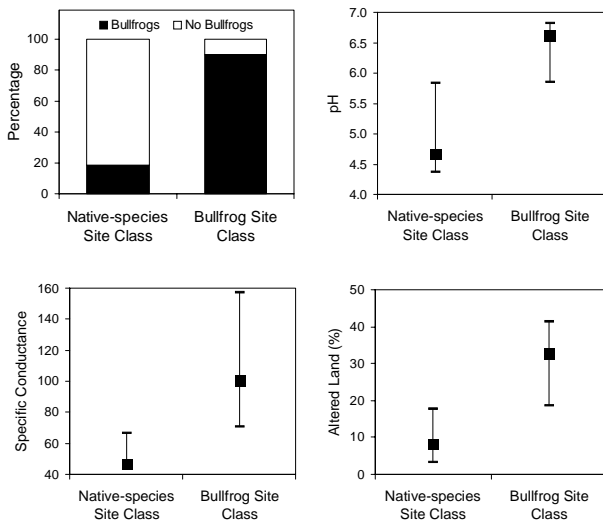 Bullfrogs No Bullfrogs
Percentage
100
80
60
40
20
0
Native-species
Site Class
Bullfrog Site
Class
pH
7.0
6.5
6.0
5.5
5.0
4.5
4.0
Native-species
Site Class
Bullfrog Site
Class
Specific Conductance
160
140
120
100
80
60
40
Native-species
Site Class
Bullfrog Site
Class
Altered Land (%)
50
40
30
20
10
0
Native-species
Site Class
Bullfrog Site
Class